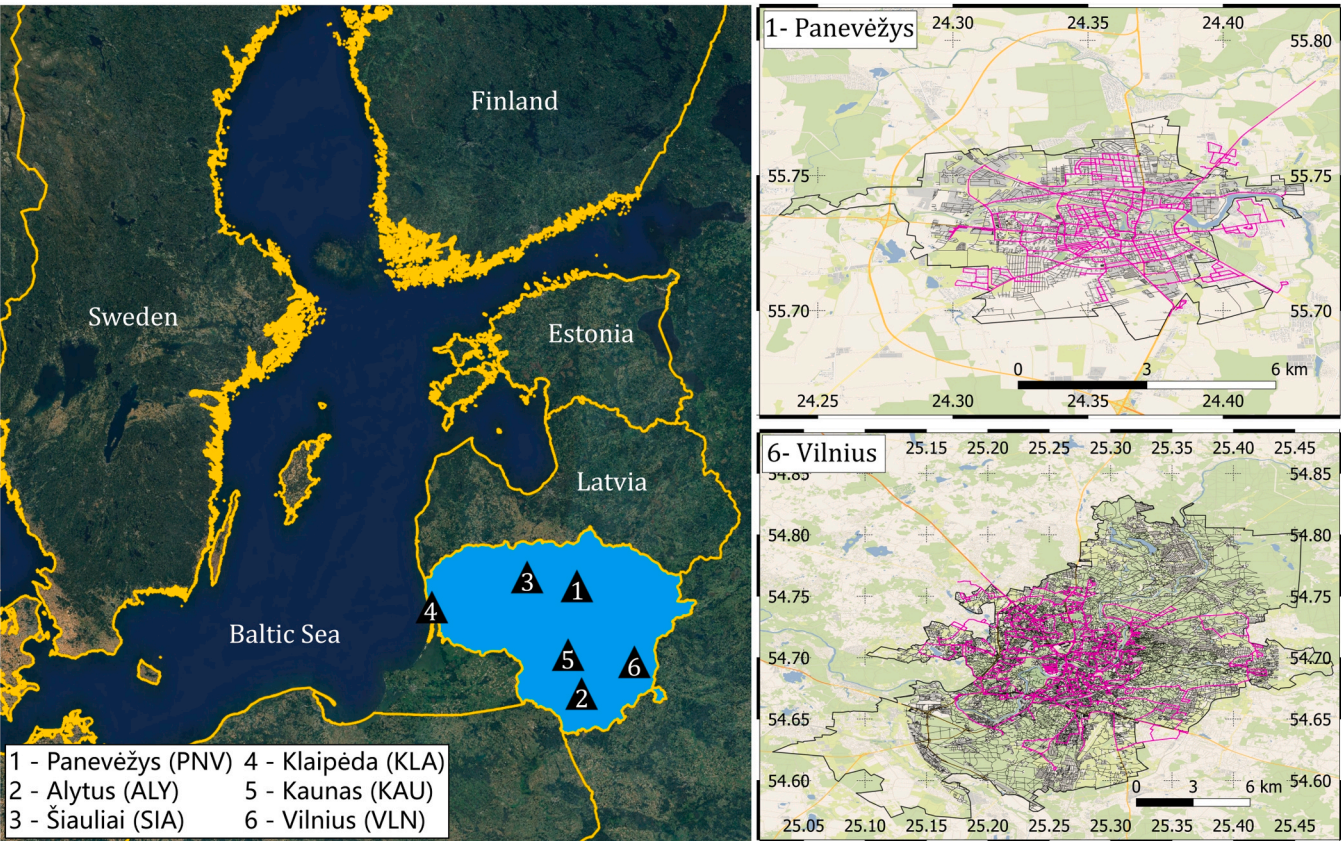 Finland
Sweden
Estonia
Latvia
Baltic Sea
3
1
4
5
6
2
1 - Panevėžys (PNV) 4 - Klaipėda (KLA)
2 - Alytus (ALY) 5 - Kaunas (KAU)
3 - Šiauliai (SIA) 6 - Vilnius (VLN)
1- Panevėžys
24.30 24.35 24.40
55.80
55.75 55.75
55.70 55.70
0 3 6 km
24.25 24.30 24.35 24.40
6- Vilnius
25.15 25.20 25.25 25.30 25.35 25.40 25.45
54.85 54.85
54.80 54.80
54.75 54.75
54.70 54.70
54.65 54.65
54.60 54.60
0 3 6 km
25.05 25.10 25.15 25.20 25.25 25.30 25.35 25.40 25.45